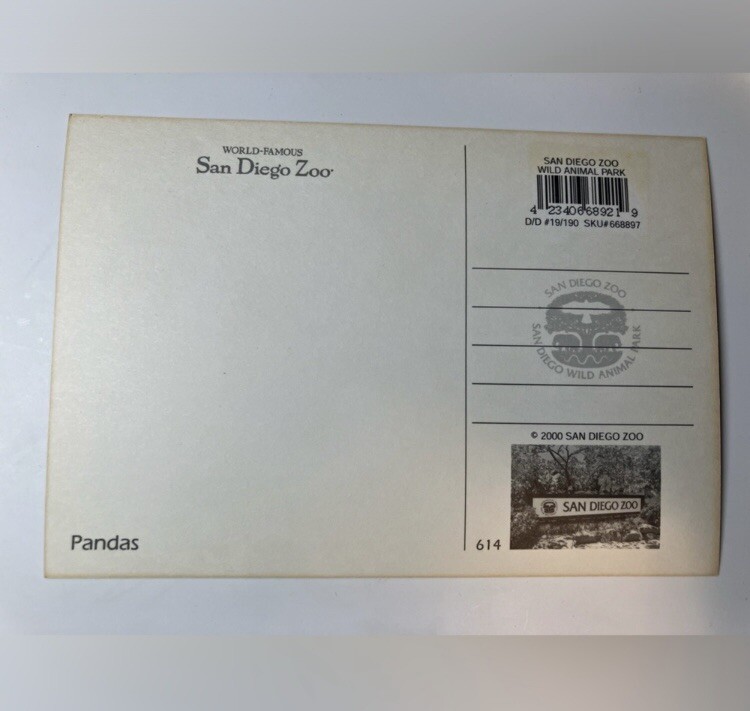 WORLD-FAMOUS
San Diego Zoo
SAN DIEGO ZOO
WILD ANIMAL PARK
4 23406 68921 9
D/D #19/190 SKU#668897
SAN DIEGO ZOO
SAN DIEGO WILD ANIMAL PARK
© 2000 SAN DIEGO ZOO
SAN DIEGO ZOO
614
Pandas